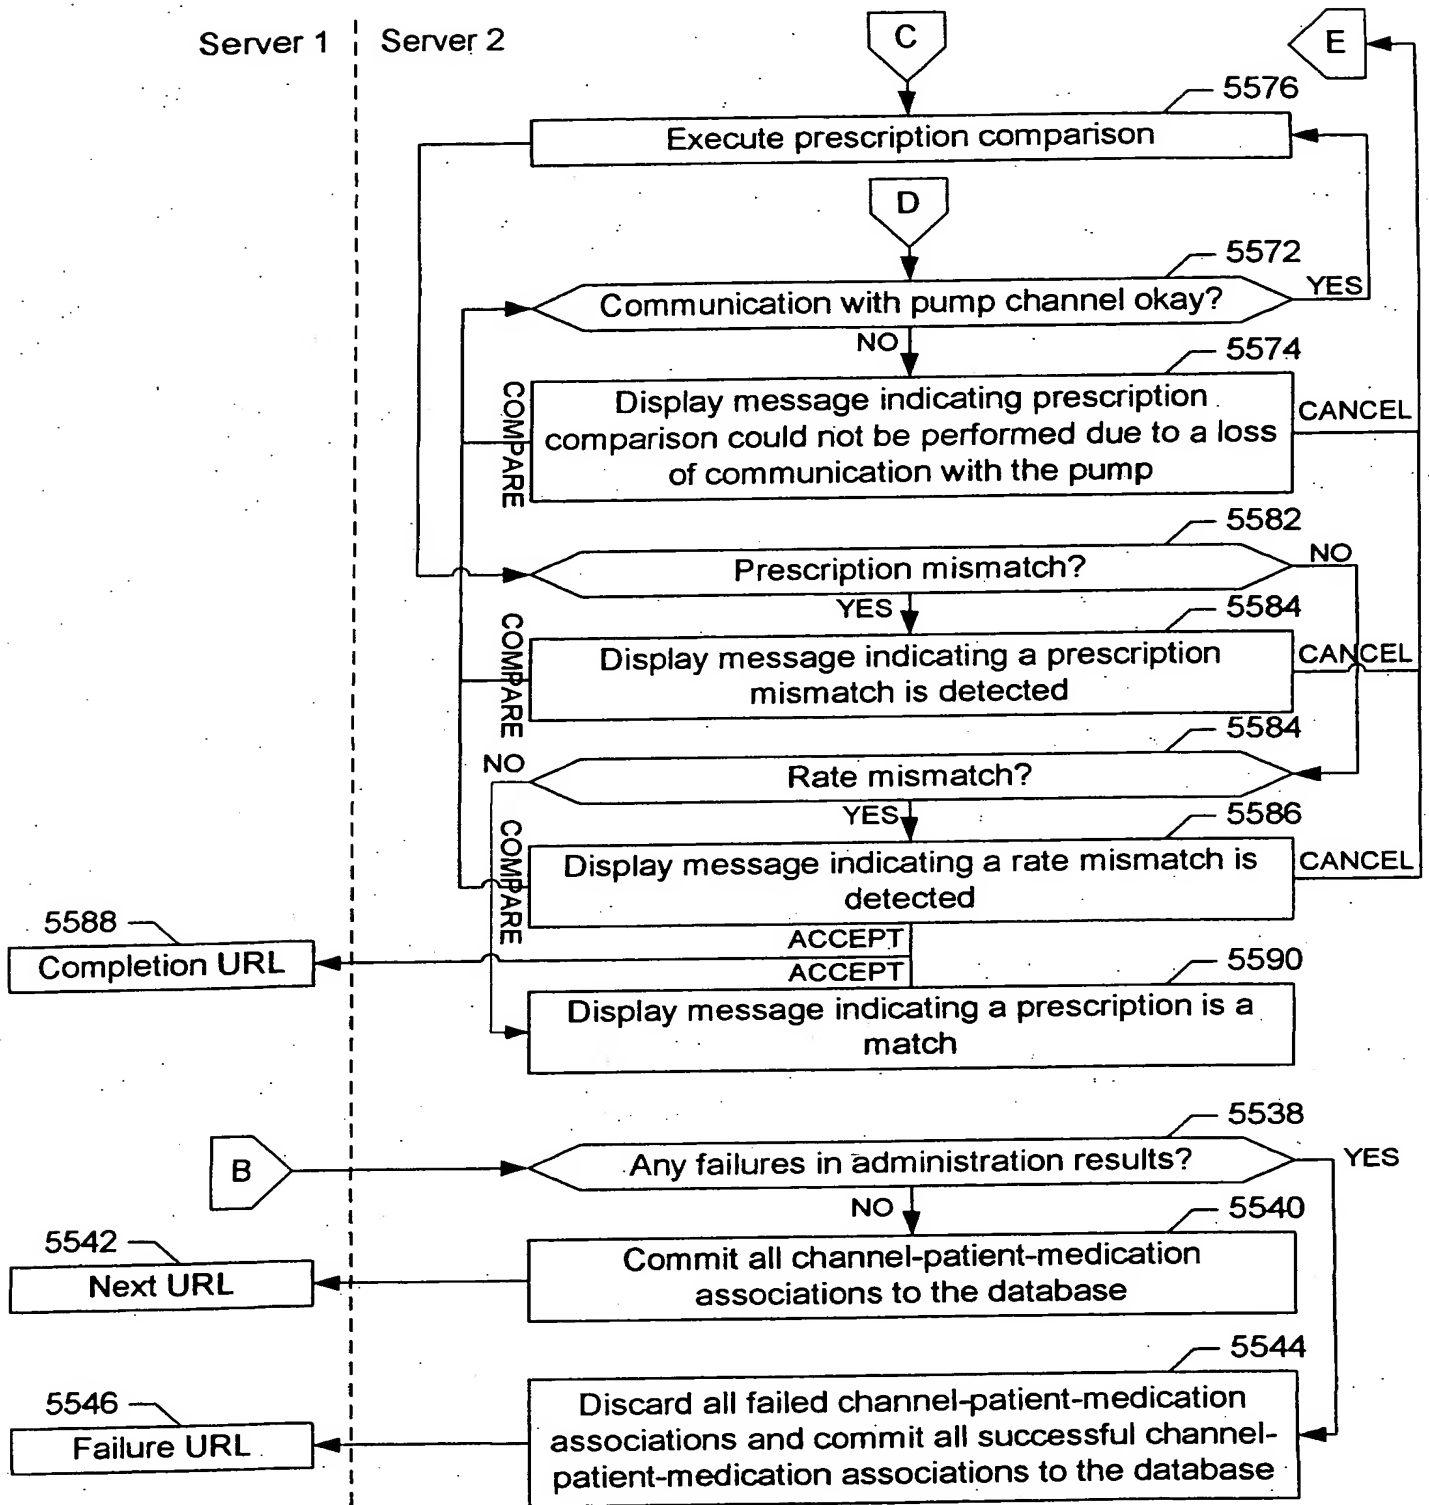 Server 1
Server 2
C
E
5576
Execute prescription comparison
D
5572
Communication with pump channel okay?
YES
NO
5574
Display message indicating prescription
comparison could not be performed due to a loss
of communication with the pump
COMPARE
CANCEL
5582
Prescription mismatch?
NO
YES
5584
Display message indicating a prescription
mismatch is detected
COMPARE
CANCEL
5584
NO
Rate mismatch?
YES
5586
Display message indicating a rate mismatch is
detected
COMPARE
CANCEL
5588
Completion URL
ACCEPT
ACCEPT
5590
Display message indicating a prescription is a
match
5538
B
Any failures in administration results?
YES
NO
5540
5542
Next URL
Commit all channel-patient-medication
associations to the database
5544
5546
Failure URL
Discard all failed channel-patient-medication
associations and commit all successful channel-
patient-medication associations to the database